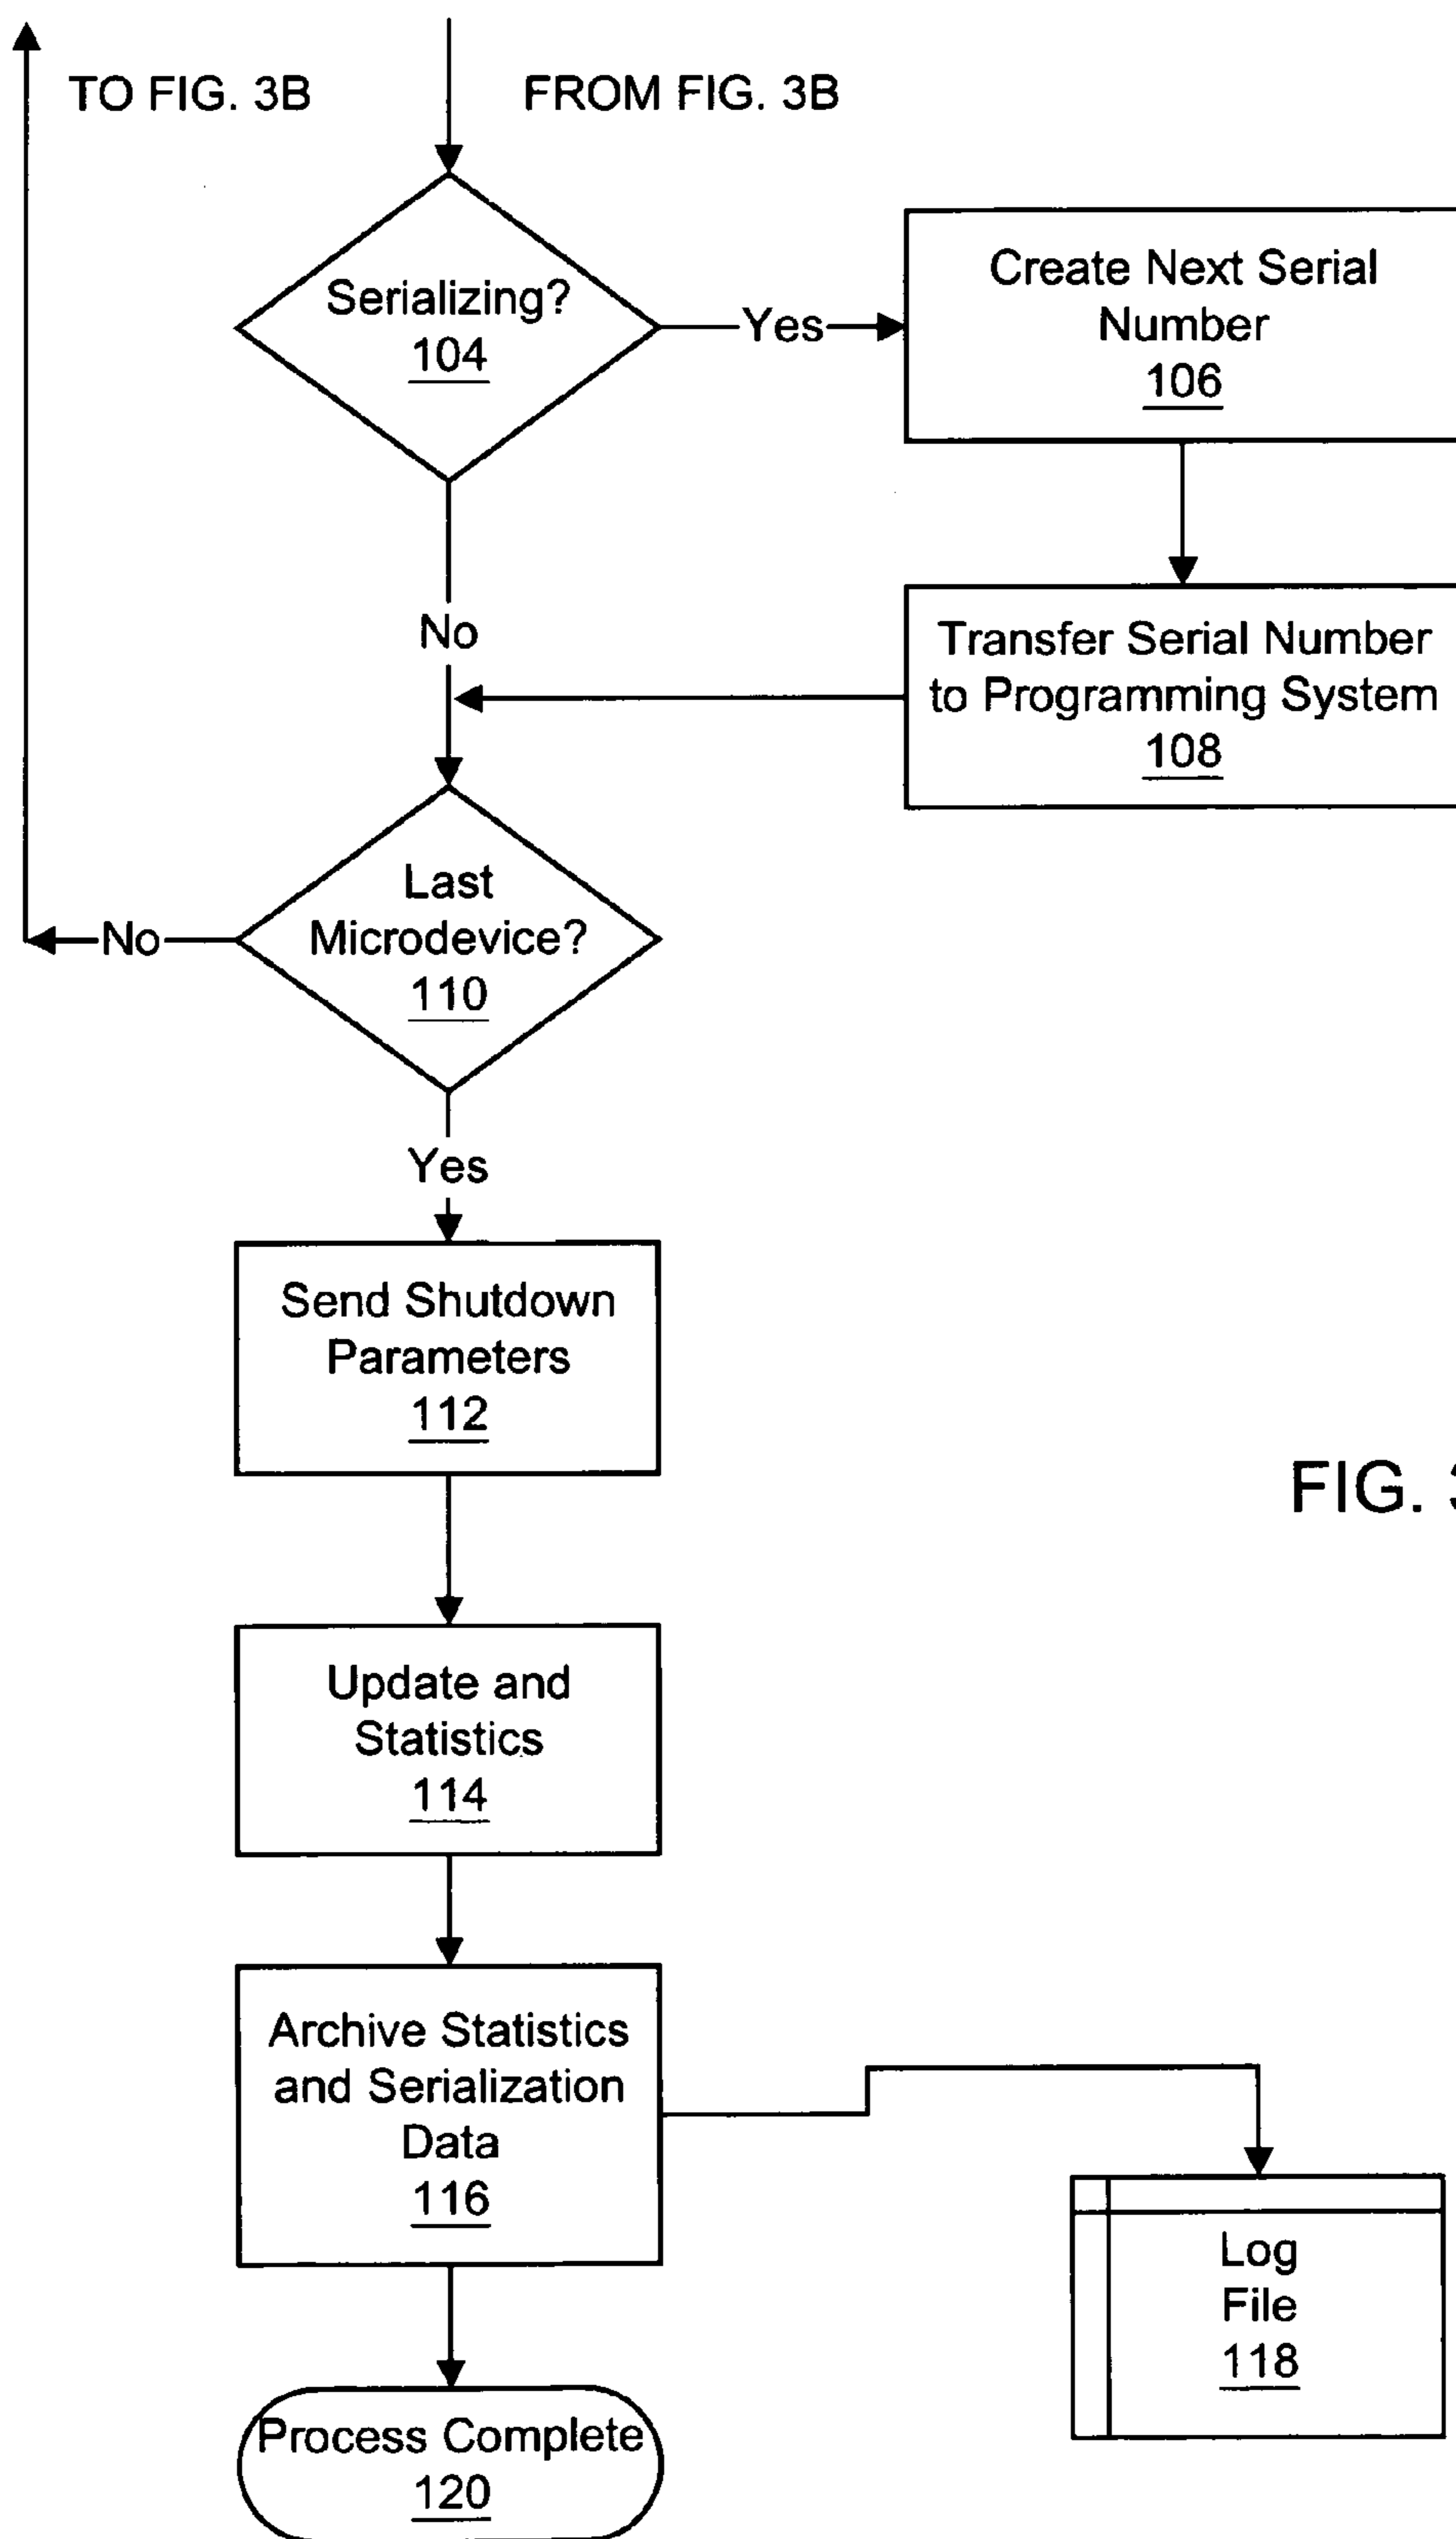 TO FIG. 3B
FROM FIG. 3B
Serializing?
104
Yes
Create Next Serial
Number
106
No
Transfer Serial Number
to Programming System
108
Last
Microdevice?
110
No
Yes
Send Shutdown
Parameters
112
FIG.
Update and
Statistics
114
Archive Statistics
and Serialization
Data
116
Log
File
118
Process Complete
120